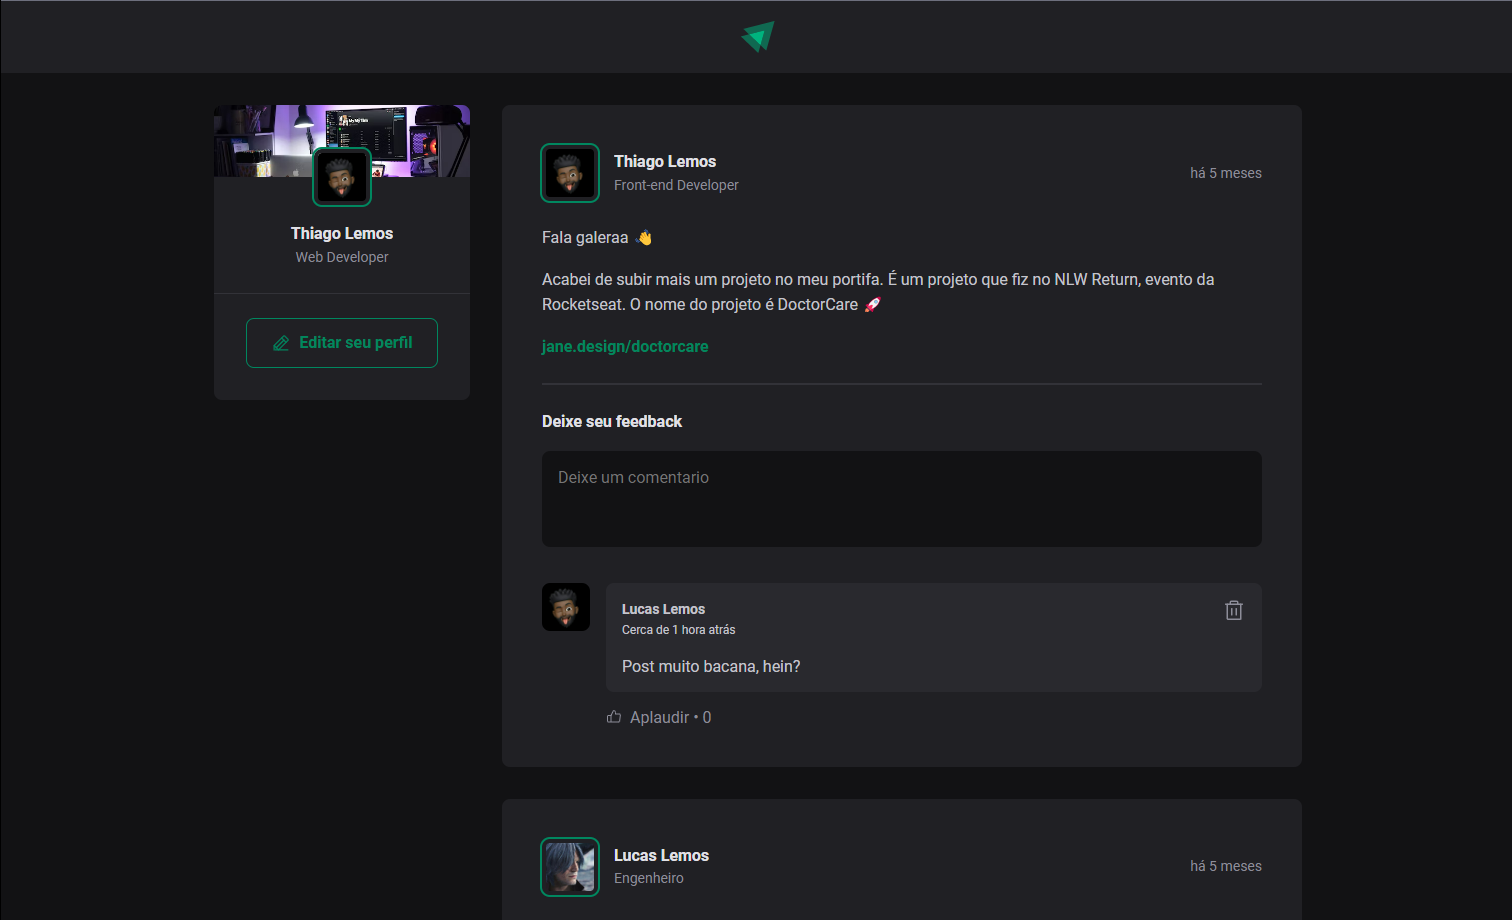 Thiago Lemos
Web Developer
Editar seu perfil
Thiago Lemos
Front-end Developer
há 5 meses
Fala galeraa 👋
Acabei de subir mais um projeto no meu portifa. É um projeto que fiz no NLW Return, evento da
Rocketseat. O nome do projeto é DoctorCare 🚀
jane.design/doctorcare
Deixe seu feedback
Deixe um comentario
Lucas Lemos
Cerca de 1 hora atrás
Post muito bacana, hein?
Aplaudir • 0
Lucas Lemos
Engenheiro
há 5 meses